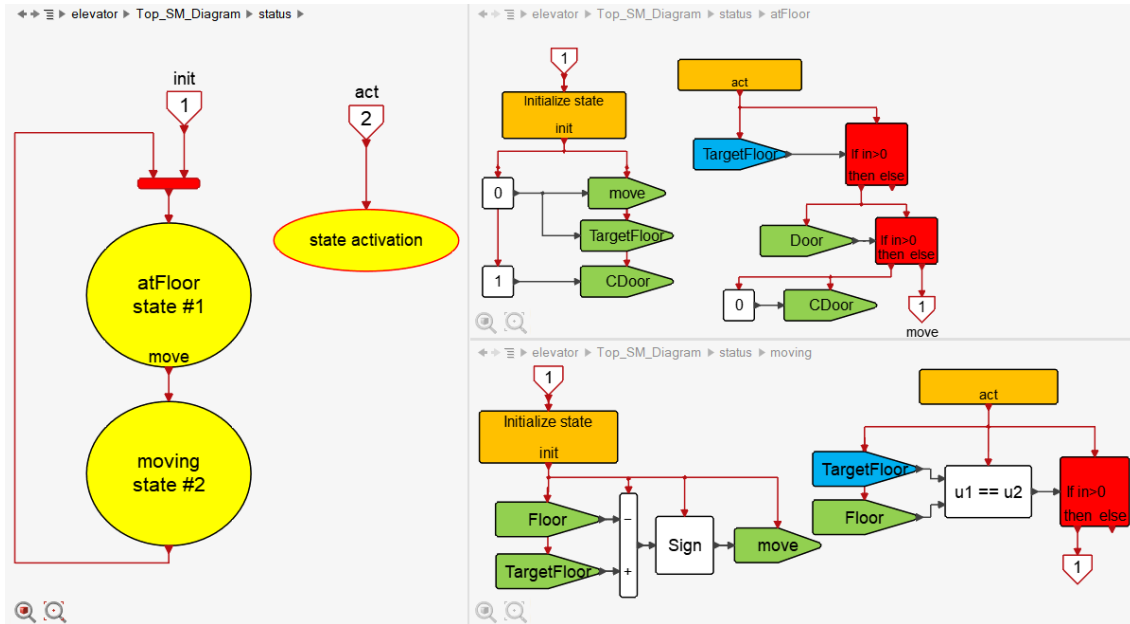 elevator Top_SM_Diagram status
init
1
act
2
state activation
atFloor
state #1
move
moving
state #2
elevator Top_SM_Diagram status atFloor
1
Initialize state
init
0
move
TargetFloor
1
CDoor
act
TargetFloor
If in>0
then else
Door
If in>0
then else
0
CDoor
1
move
elevator Top_SM_Diagram status moving
1
Initialize state
init
Floor
−
TargetFloor
+
Sign
move
act
TargetFloor
Floor
u1 == u2
If in>0
then else
1